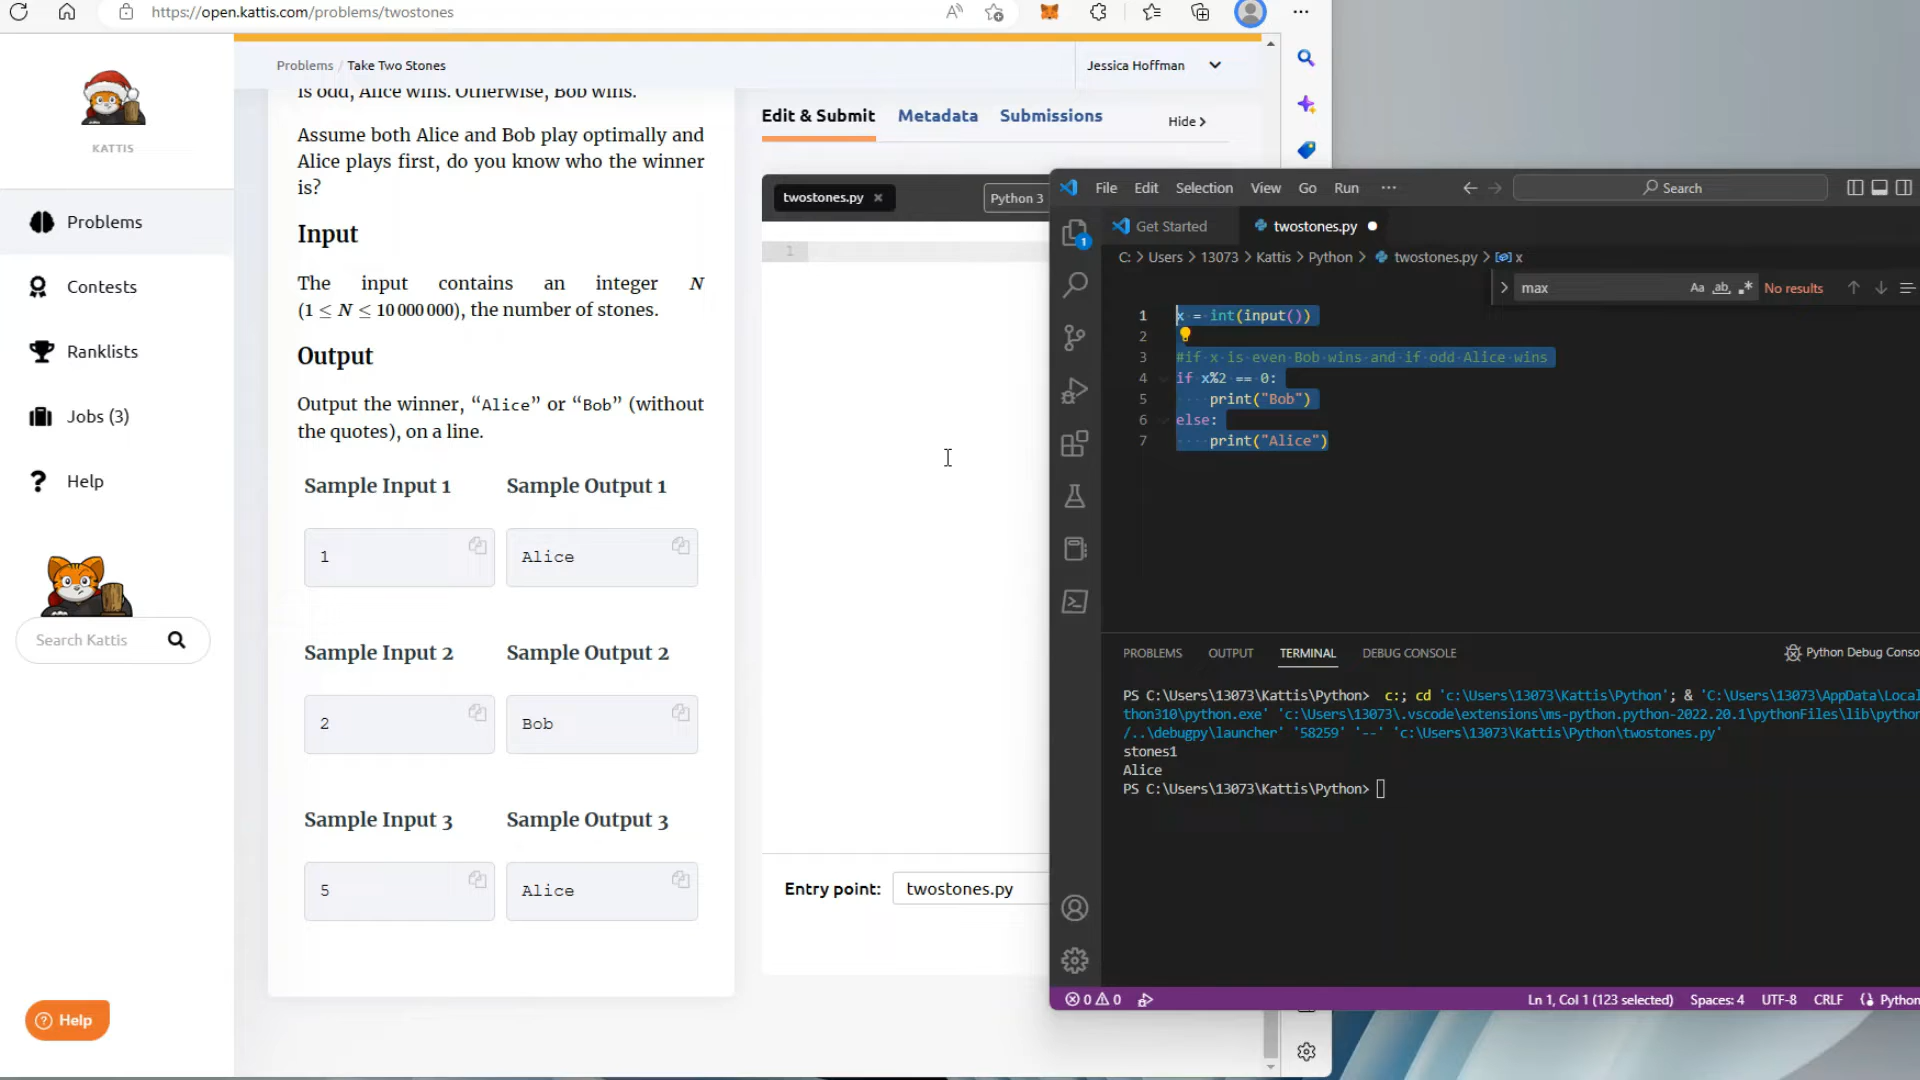 https://open.kattis.com/problems/twostones
KATTIS
Problems
Contests
Ranklists
Jobs (3)
Help
Search Kattis
Help
Problems / Take Two Stones
Jessica Hoffman
is odd, Alice wins. Otherwise, Bob wins.
Assume both Alice and Bob play optimally and
Alice plays first, do you know who the winner
is?
Input
The input contains an integer N
(1 ≤ N ≤ 10 000 000), the number of stones.
Output
Output the winner, “Alice” or “Bob” (without
the quotes), on a line.
Sample Input 1
Sample Output 1
1
Alice
Sample Input 2
Sample Output 2
2
Bob
Sample Input 3
Sample Output 3
5
Alice
Edit & Submit
Metadata
Submissions
Hide
twostones.py
Python 3
1
Entry point:
twostones.py
File Edit Selection View Go Run ···
Search
1
Get Started
twostones.py
C: > Users > 13073 > Kattis > Python > twostones.py > x
max
Aa ab .*
No results
1 x = int(input())
2
3 #if x is even Bob wins and if odd Alice wins
4 if x%2 == 0:
5 print("Bob")
6 else:
7 print("Alice")
PROBLEMS OUTPUT TERMINAL DEBUG CONSOLE
Python Debug Conso
PS C:\Users\13073\Kattis\Python> c:; cd 'c:\Users\13073\Kattis\Python'; & 'C:\Users\13073\AppData\Local
thon310\python.exe' 'c:\Users\13073\.vscode\extensions\ms-python.python-2022.20.1\pythonFiles\lib\python
/..\debugpy\launcher' '58259' '--' 'c:\Users\13073\Kattis\Python\twostones.py'
stones1
Alice
PS C:\Users\13073\Kattis\Python>
0 0
Ln 1, Col 1 (123 selected)
Spaces: 4
UTF-8
CRLF
Python